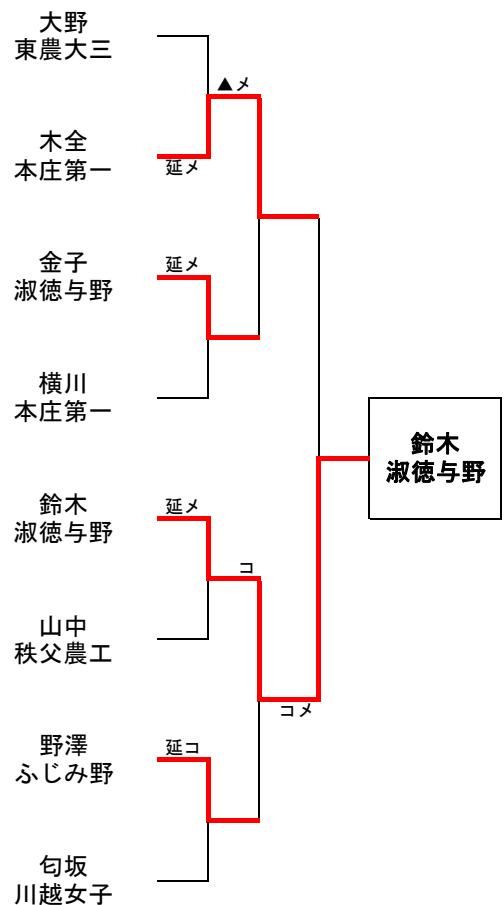 大野
東農大三
▲メ
木全
本庄第一
延メ
金子
淑徳与野
延メ
横川
本庄第一
鈴木
淑徳与野
鈴木
淑徳与野
延メ
コ
山中
秩父農工
コメ
野澤
ふじみ野
延コ
匂坂
川越女子